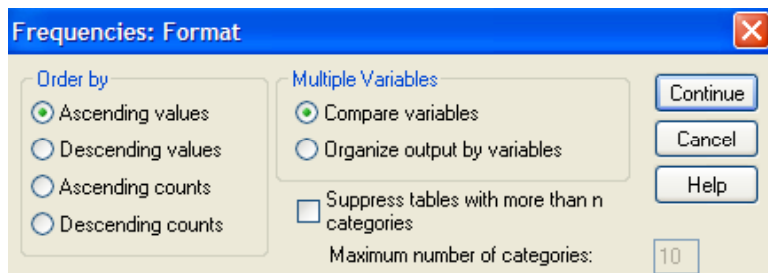 Frequencies: Format
Order by
Ascending values
Descending values
Ascending counts
Descending counts
Multiple Variables
Compare variables
Organize output by variables
Suppress tables with more than n
categories
Maximum number of categories:
10
Continue
Cancel
Help